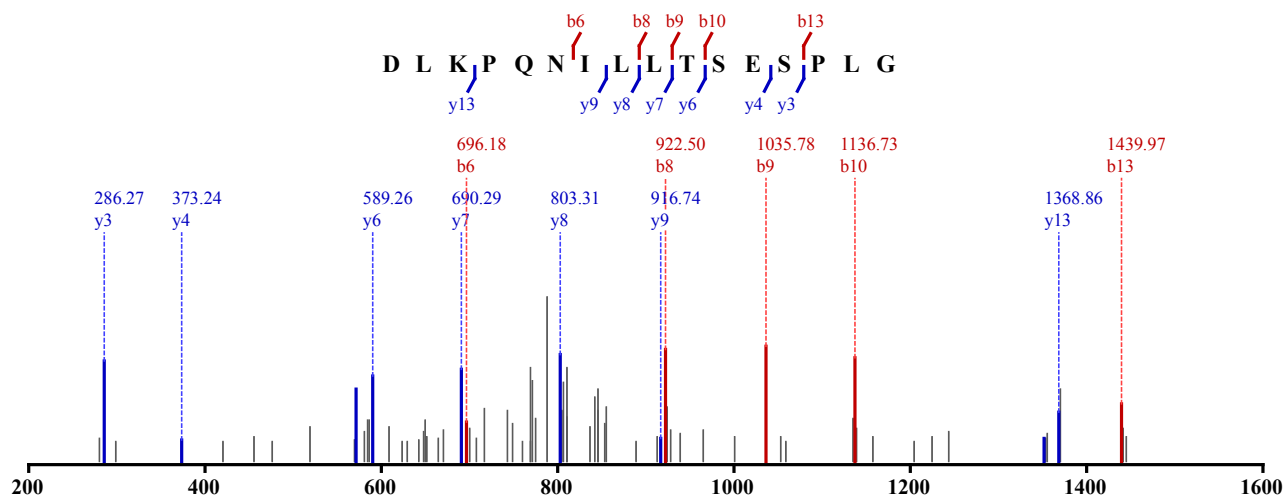 b6 b8 b9 b10 b13
D L K P Q N I L L T S E S P L G
y13 y9 y8 y7 y6 y4 y3
696.18 922.50 1035.78 1136.73 1439.97
b6 b8 b9 b10 b13
286.27 373.24 589.26 690.29 803.31 916.74 1368.86
y3 y4 y6 y7 y8 y9 y13
200 400 600 800 1000 1200 1400 1600